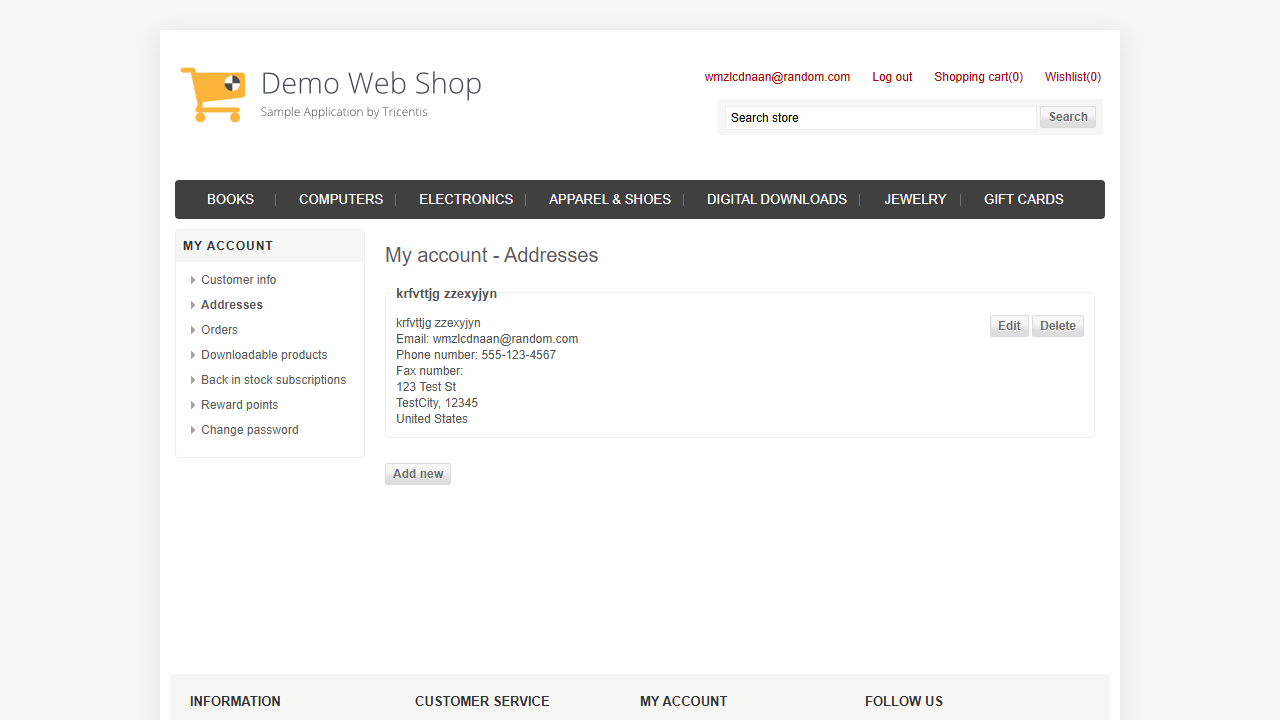 Demo Web Shop
Sample Application by Tricentis
wmzlcdnaan@random.com Log out Shopping cart(0) Wishlist(0)
Search store Search
BOOKS COMPUTERS ELECTRONICS APPAREL & SHOES DIGITAL DOWNLOADS JEWELRY GIFT CARDS
MY ACCOUNT
Customer info
Addresses
Orders
Downloadable products
Back in stock subscriptions
Reward points
Change password
My account - Addresses
krfvttjg zzexyjyn
krfvttjg zzexyjyn
Edit Delete
Email: wmzlcdnaan@random.com
Phone number: 555-123-4567
Fax number:
123 Test St
TestCity, 12345
United States
Add new
INFORMATION CUSTOMER SERVICE MY ACCOUNT FOLLOW US